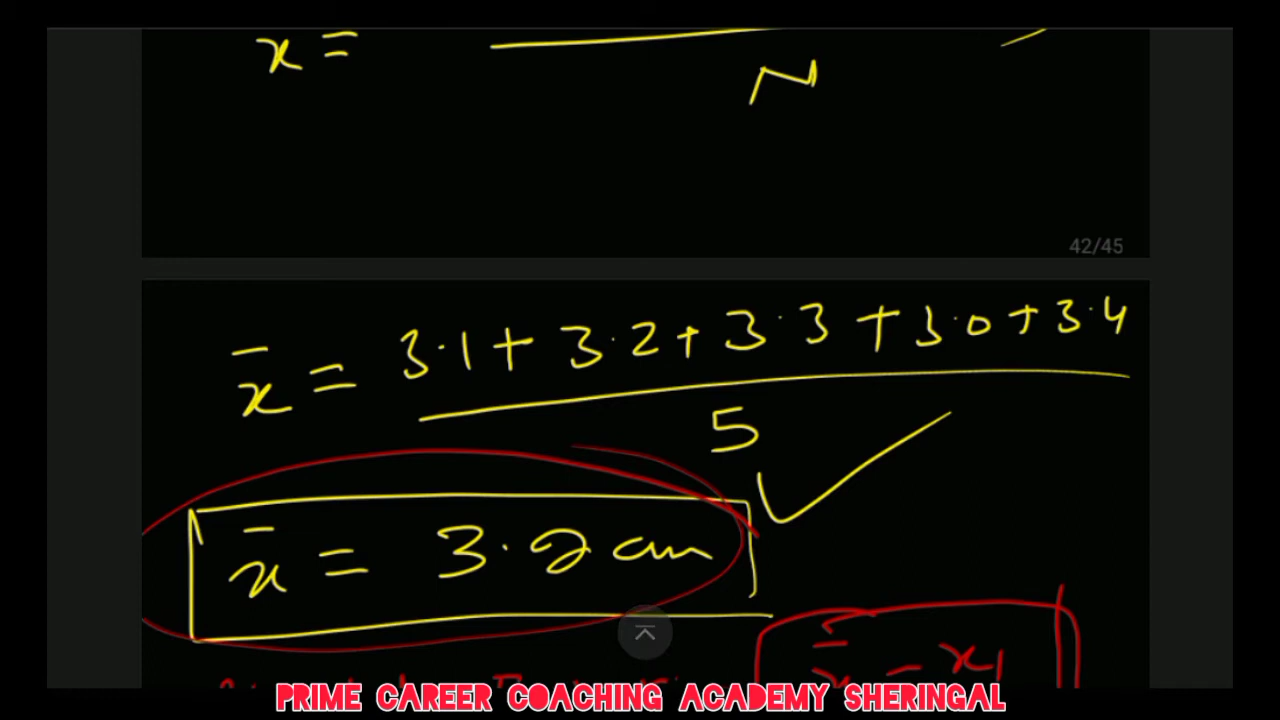 x =
N
42/45
x̄ = 3.1 + 3.2 + 3.3 + 3.0 + 3.4
5
x̄ = 3.2 cm
x̄ - x₁
PRIME CAREER COACHING ACADEMY SHERINGAL